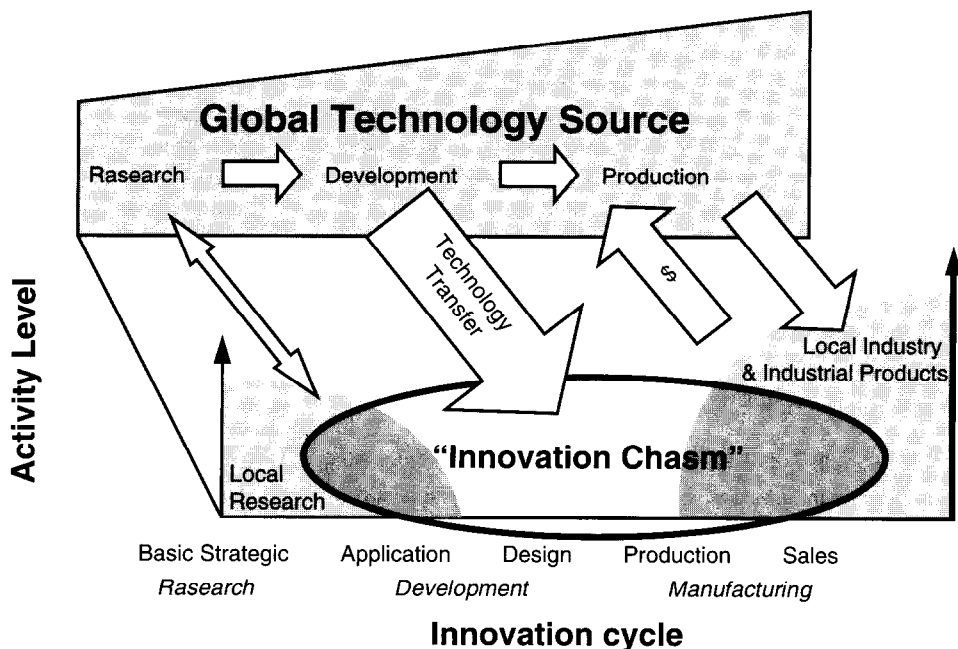 Global Technology Source
Rasearch
Development
Production
Technology
Transfer
$
Activity Level
Local Industry
& Industrial Products
"Innovation Chasm"
Local
Research
Basic Strategic
Application
Design
Production
Sales
Rasearch
Development
Manufacturing
Innovation cycle